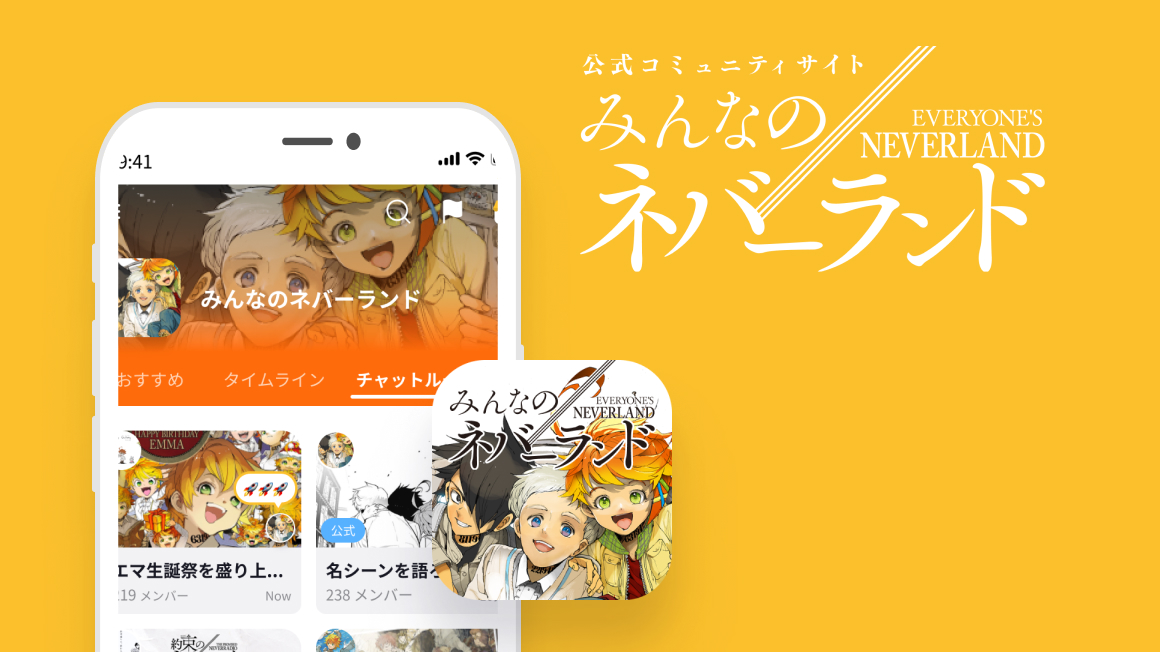 公式コミュニティサイト
みんなの
EVERYONE'S
NEVERLAND
ネバーランド
9:41
みんなのネバーランド
おすすめ
タイムライン
チャットル
みんなの
EVERYONE'S
NEVERLAND
ネバーランド
HAPPY BIRTHDAY
EMMA
公式
エマ生誕祭を盛り上...
名シーンを語
219 メンバー
Now
238 メンバー
約束の